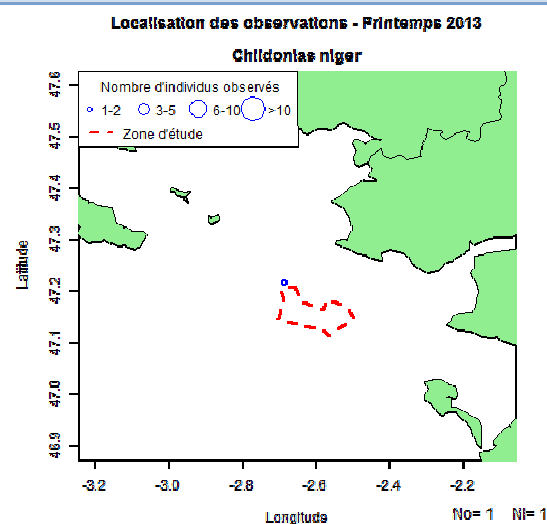 Localisation des observations - Printemps 2013
Chlidonias niger
Nombre d'individus observés
1-2 3-5 6-10 >10
Zone d'étude
47.6
47.5
47.4
47.3
47.2
47.1
47.0
46.9
Latitude
-3.2 -3.0 -2.8 -2.6 -2.4 -2.2
Longitude
No= 1 Ni= 1